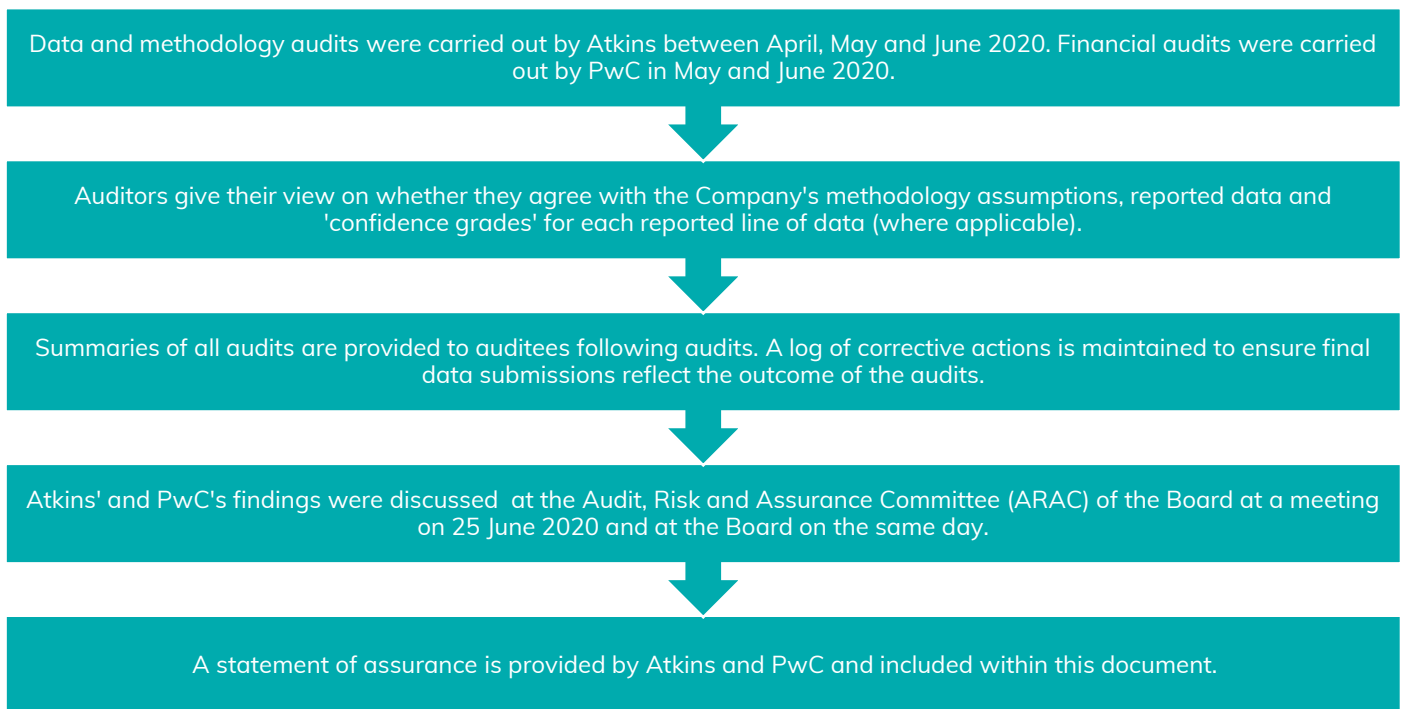 Data and methodology audits were carried out by Atkins between April, May and June 2020. Financial audits were carried
out by PwC in May and June 2020.
Auditors give their view on whether they agree with the Company's methodology assumptions, reported data and
'confidence grades' for each reported line of data (where applicable).
Summaries of all audits are provided to auditees following audits. A log of corrective actions is maintained to ensure final
data submissions reflect the outcome of the audits.
Atkins' and PwC's findings were discussed  at the Audit, Risk and Assurance Committee (ARAC) of the Board at a meeting
on 25 June 2020 and at the Board on the same day.
A statement of assurance is provided by Atkins and PwC and included within this document.